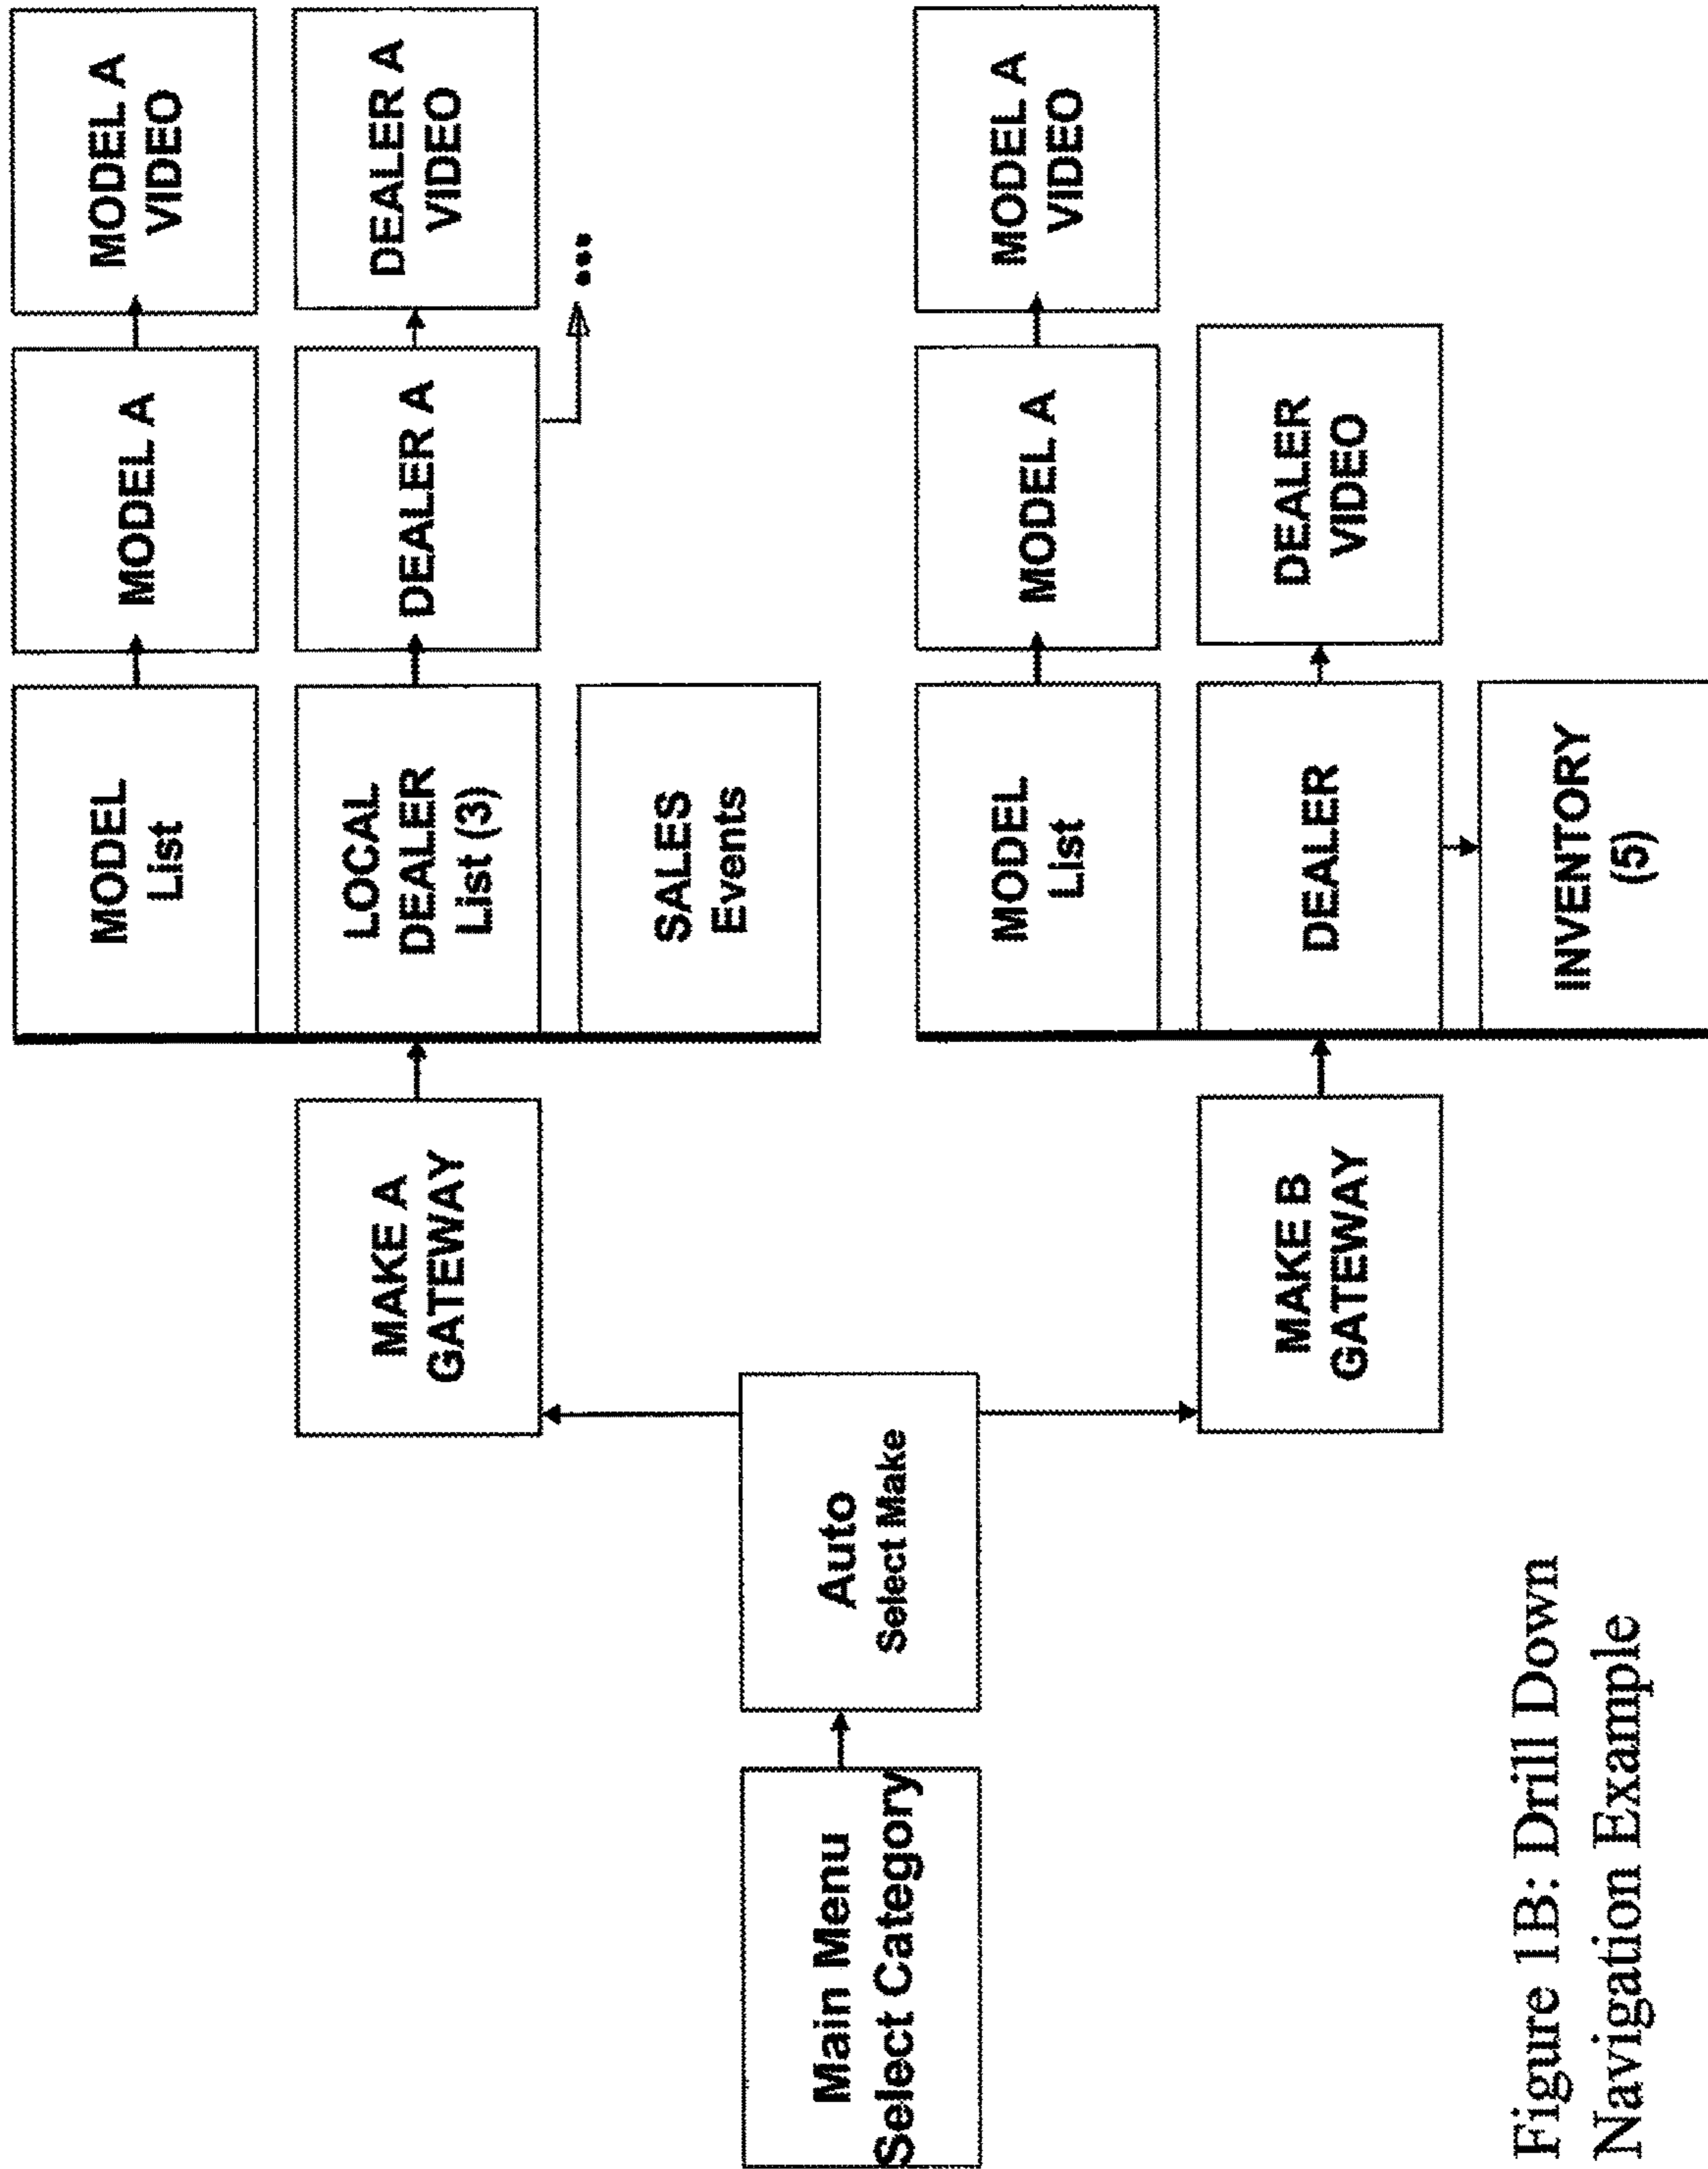 Main Menu
Select Category
Auto
Select Make
MAKE A
GATEWAY
MODEL
List
MODEL A
MODEL A
VIDEO
LOCAL
DEALER
List (3)
DEALER A
DEALER A
VIDEO
...
SALES
Events
MAKE B
GATEWAY
MODEL
List
MODEL A
MODEL A
VIDEO
DEALER
DEALER
VIDEO
INVENTORY
(5)
Figure 1B: Drill Down
Navigation Example